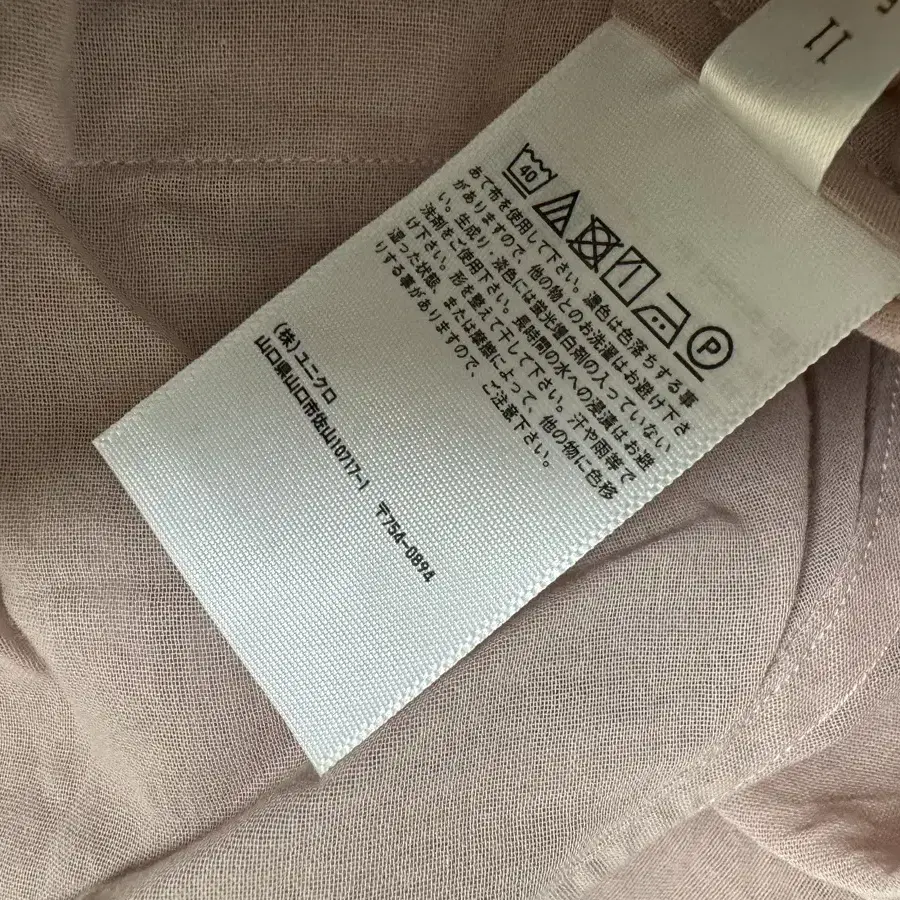 40
P
あて布を使用して下さい。濃色は色落ちする事
がありますので、他の物とのお洗濯はお避け下さ
い。生成り・淡色には蛍光増白剤の入っていない
洗剤をご使用下さい。長時間の水への浸漬はお避
け下さい。形を整えて干して下さい。汗や雨等で
湿った状態、または摩擦によって、他の物に色移
りする事がありますので、ご注意下さい。
(株)ユニクロ
山口県山口市佐山10717-1 〒754-0894
11